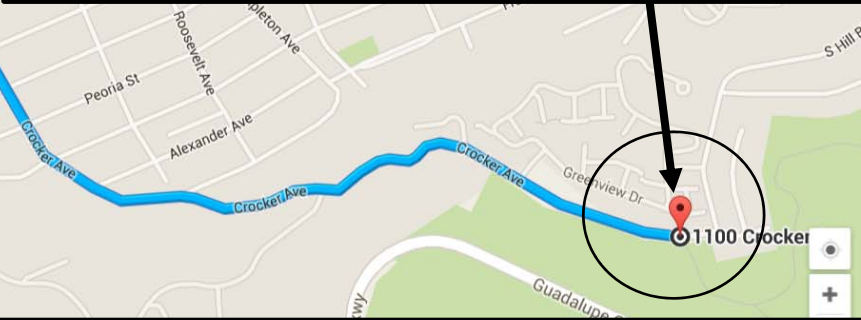 Roosevelt Ave
S Hill
Peoria St
Alexander Ave
Crocker Ave
Crocker Ave
Greenview Dr
Crocker Ave
1100 Crocker
Guadalupe